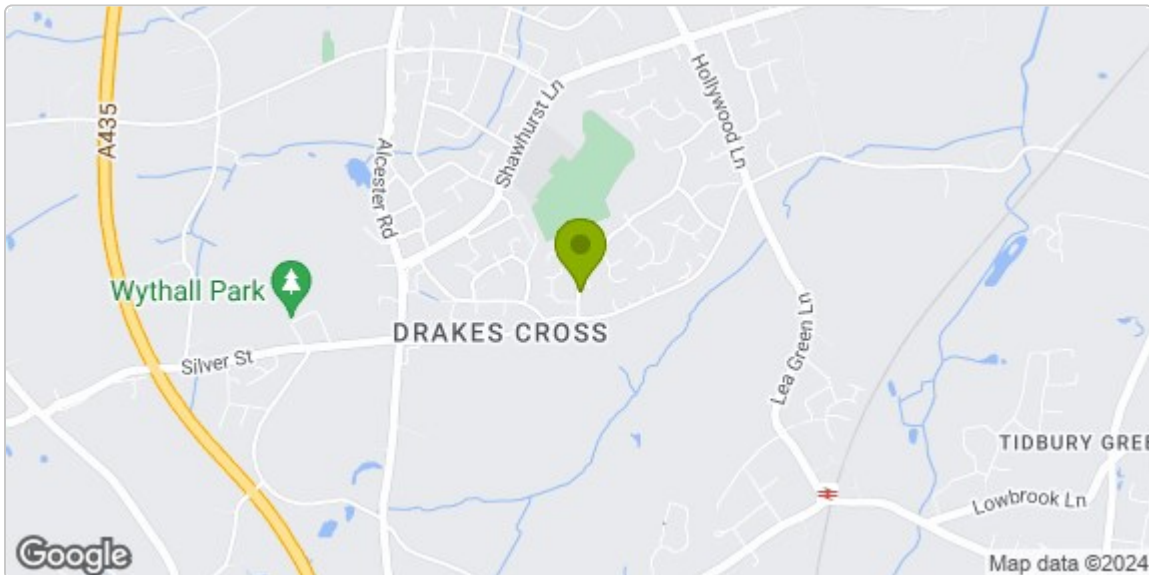 A435
Alcester Rd
Shawhurst Ln
Hollywood Ln
Wythall Park
DRAKES CROSS
Silver St
Lea Green Ln
TIDBURY GREE
Lowbrook Ln
Google
Map data ©2024